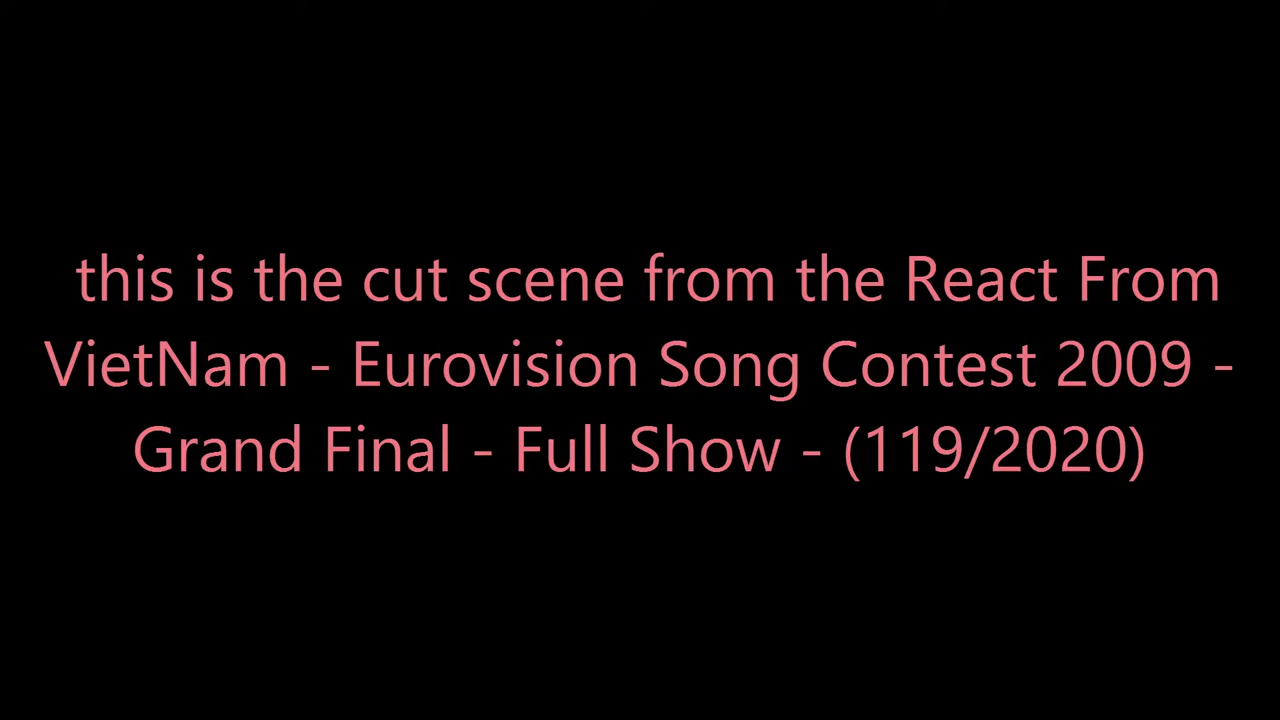 this is the cut scene from the React From
VietNam - Eurovision Song Contest 2009 -
Grand Final - Full Show - (119/2020)